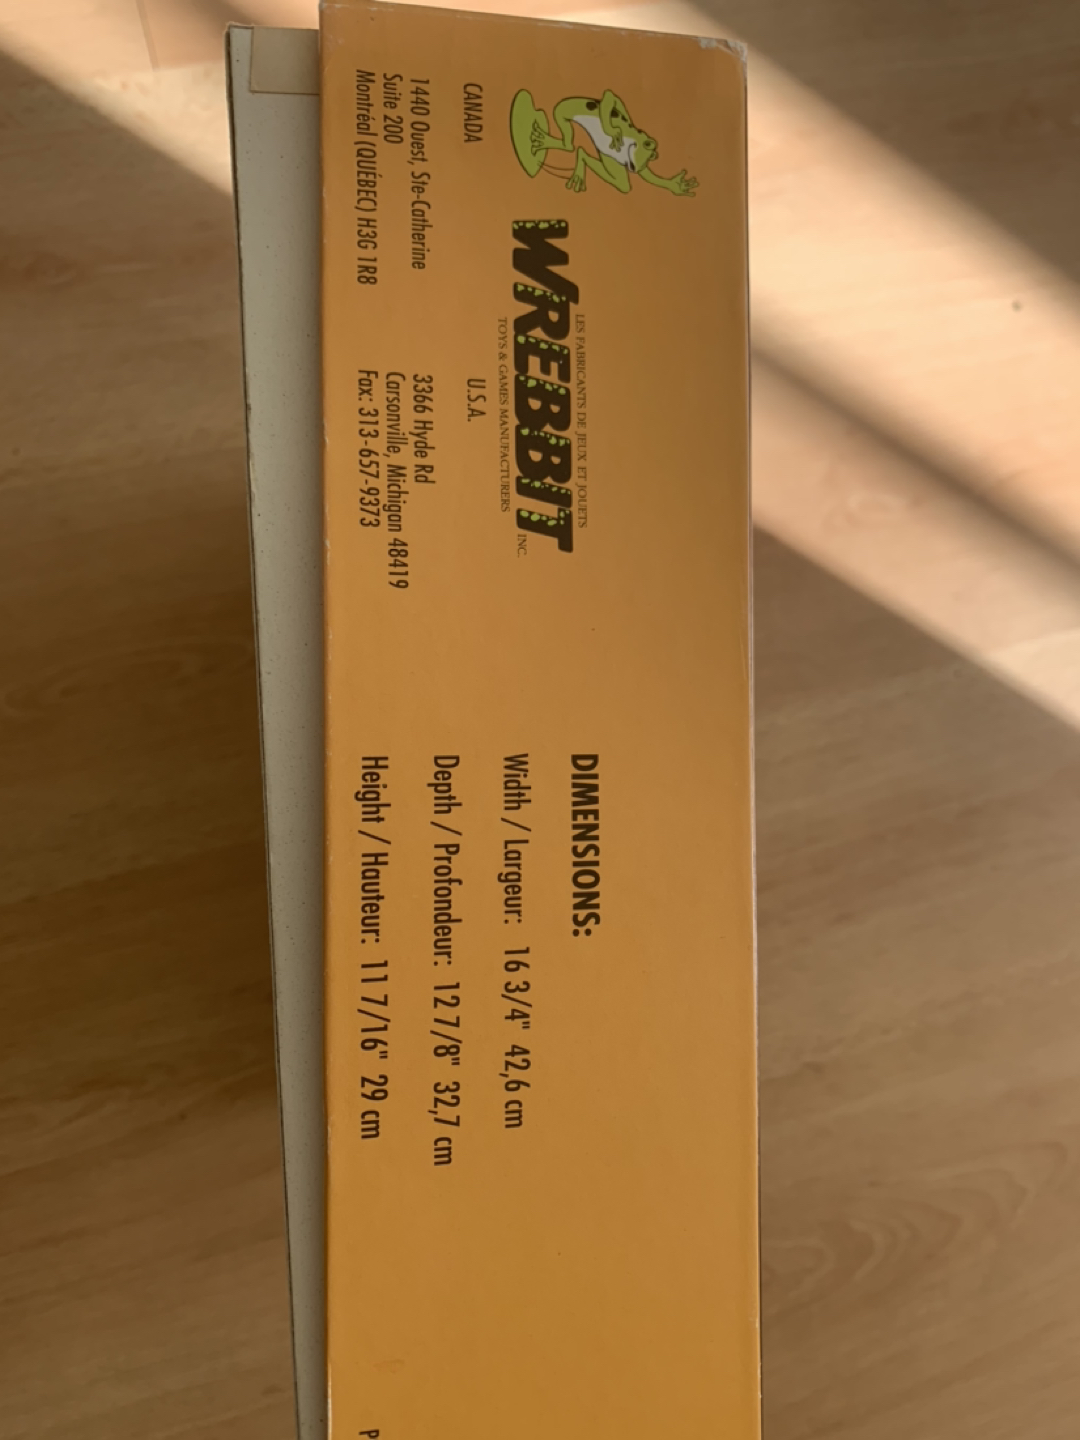 LES FABRICANTS DE JEUX ET JOUETS
WREBBIT INC.
TOYS & GAMES MANUFACTURERS
CANADA
1440 Ouest, Ste-Catherine
Suite 200
Montréal (QUÉBEC) H3G 1R8
U.S.A.
3366 Hyde Rd
Carsonville, Michigan 48419
Fax: 313-657-9373
DIMENSIONS:
Width / Largeur: 16 3/4" 42,6 cm
Depth / Profondeur: 12 7/8" 32,7 cm
Height / Hauteur: 11 7/16" 29 cm